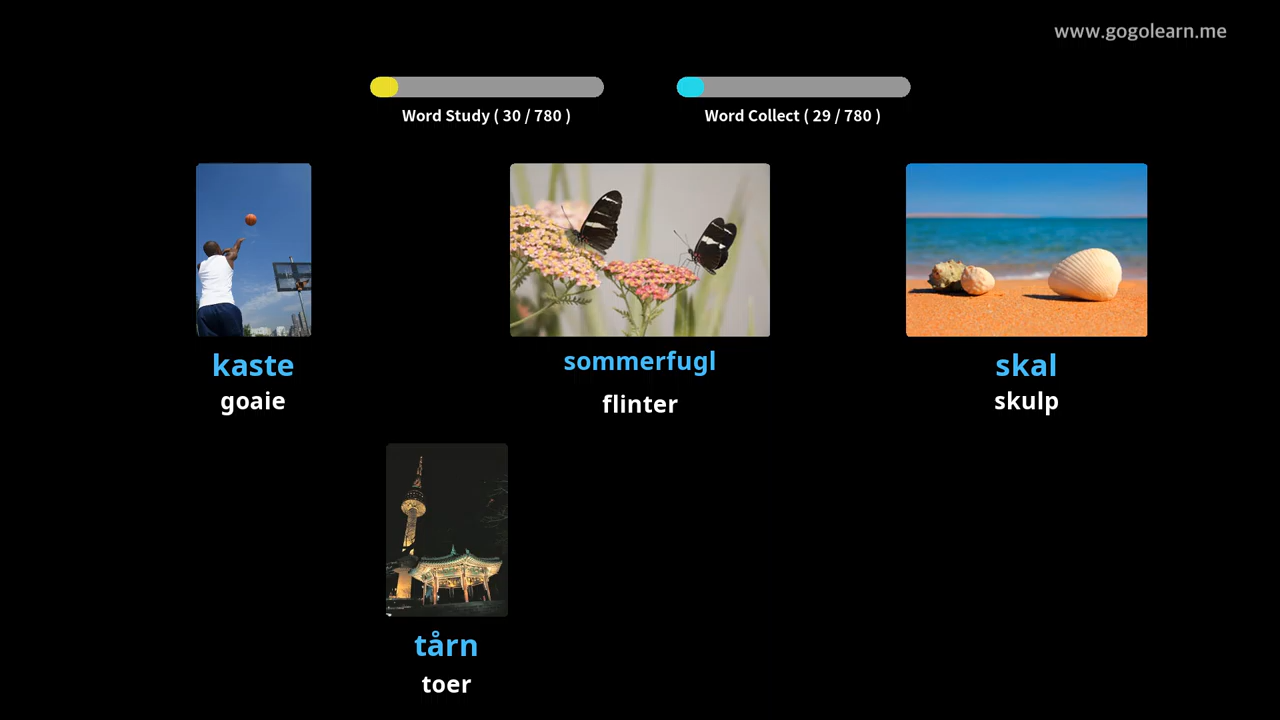 www.gogolearn.me
Word Study ( 30 / 780 )
Word Collect ( 29 / 780 )
kaste
goaie
sommerfugl
flinter
skal
skulp
tårn
toer